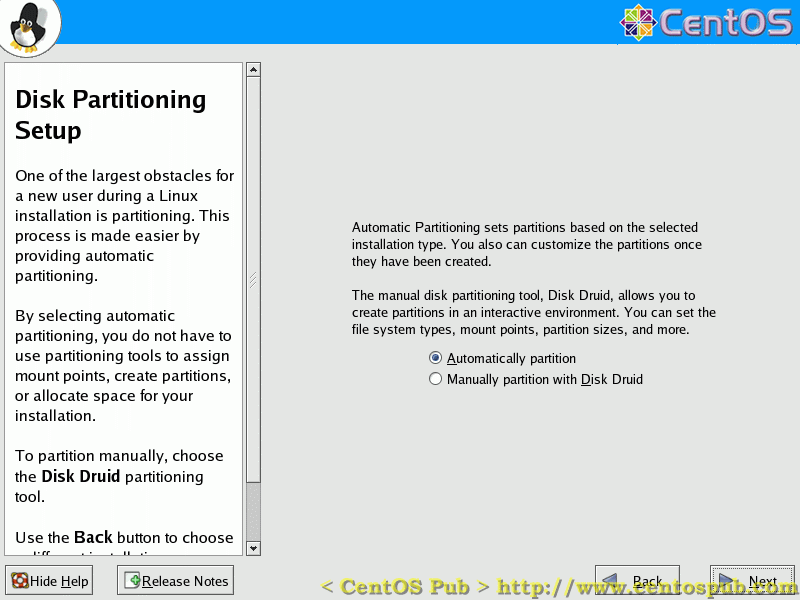 CentOS
Disk Partitioning
Setup
One of the largest obstacles for
a new user during a Linux
installation is partitioning. This
process is made easier by
providing automatic
partitioning.
By selecting automatic
partitioning, you do not have to
use partitioning tools to assign
mount points, create partitions,
or allocate space for your
installation.
To partition manually, choose
the Disk Druid partitioning
tool.
Use the Back button to choose
Automatic Partitioning sets partitions based on the selected
installation type. You also can customize the partitions once
they have been created.
The manual disk partitioning tool, Disk Druid, allows you to
create partitions in an interactive environment. You can set the
file system types, mount points, partition sizes, and more.
Automatically partition
Manually partition with Disk Druid
Hide Help
Release Notes
Back
Next
< CentOS Pub > http://www.centospub.com